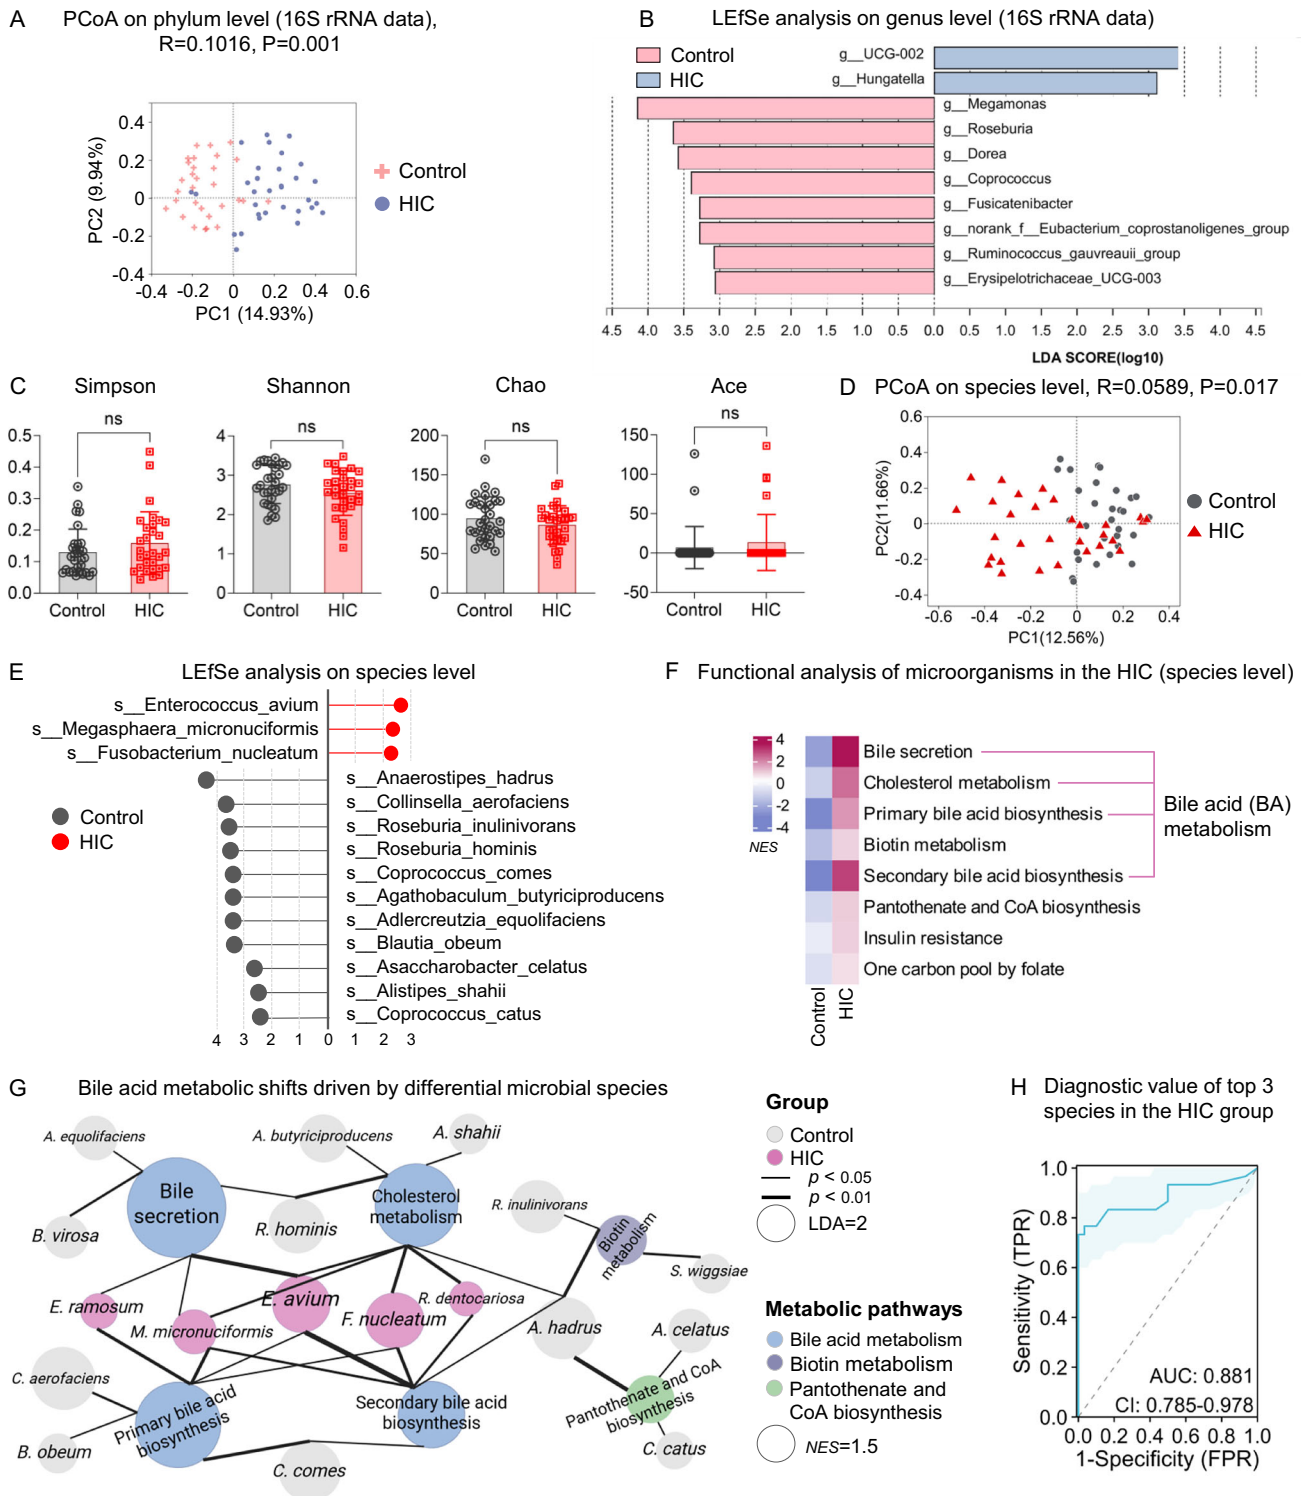 A
PCoA on phylum level (16S rRNA data),
R=0.1016, P=0.001
0.4
0.2
0
-0.2
-0.4
-0.4 -0.2 0 0.2 0.4 0.6
PC2 (9.94%)
PC1 (14.93%)
Control
HIC
B
LEfSe analysis on genus level (16S rRNA data)
Control
HIC
g__UCG-002
g__Hungatella
g__Megamonas
g__Roseburia
g__Dorea
g__Coprococcus
g__Fusicatenibacter
g__norank_f__Eubacterium_coprostanoligenes_group
g__Ruminococcus_gauvreauii_group
g__Erysipelotrichaceae_UCG-003
4.5 4.0 3.5 3.0 2.5 2.0 1.5 1.0 0.5 0.0 0.5 1.0 1.5 2.0 2.5 3.0 3.5 4.0 4.5
LDA SCORE(log10)
C
Simpson
ns
0.5
0.4
0.3
0.2
0.1
0.0
Control HIC
Shannon
ns
4
3
2
1
0
Control HIC
Chao
ns
200
150
100
50
0
Control HIC
Ace
ns
150
100
50
0
-50
Control HIC
D
PCoA on species level, R=0.0589, P=0.017
0.6
0.4
0.2
0
-0.2
-0.4
-0.6 -0.4 -0.2 0 0.2 0.4
PC2(11.66%)
PC1(12.56%)
Control
HIC
E
LEfSe analysis on species level
s__Enterococcus_avium
s__Megasphaera_micronuciformis
s__Fusobacterium_nucleatum
s__Anaerostipes_hadrus
s__Collinsella_aerofaciens
s__Roseburia_inulinivorans
s__Roseburia_hominis
s__Coprococcus_comes
s__Agathobaculum_butyriciproducens
s__Adlercreutzia_equolifaciens
s__Blautia_obeum
s__Asaccharobacter_celatus
s__Alistipes_shahii
s__Coprococcus_catus
Control
HIC
4 3 2 1 0 1 2 3
F
Functional analysis of microorganisms in the HIC (species level)
4
2
0
-2
-4
NES
Bile secretion
Cholesterol metabolism
Primary bile acid biosynthesis
Biotin metabolism
Secondary bile acid biosynthesis
Pantothenate and CoA biosynthesis
Insulin resistance
One carbon pool by folate
Control
HIC
Bile acid (BA)
metabolism
G
Bile acid metabolic shifts driven by differential microbial species
A. equolifaciens
A. butyriciproducens
A. shahii
Bile
secretion
Cholesterol
metabolism
R. inulinivorans
B. virosa
R. hominis
Biotin
metabolism
S. wiggsiae
E. ramosum
E. avium
R. dentocariosa
M. micronuciformis
F. nucleatum
A. hadrus
A. celatus
C. aerofaciens
Primary bile acid
biosynthesis
Secondary bile acid
biosynthesis
Pantothenate and CoA
biosynthesis
B. obeum
C. comes
C. catus
Group
Control
HIC
p < 0.05
p < 0.01
LDA=2
Metabolic pathways
Bile acid metabolism
Biotin metabolism
Pantothenate and
CoA biosynthesis
NES=1.5
H
Diagnostic value of top 3
species in the HIC group
1.0
0.8
0.6
0.4
0.2
0.0
0.0 0.2 0.4 0.6 0.8 1.0
Sensitivity (TPR)
1-Specificity (FPR)
AUC: 0.881
CI: 0.785-0.978